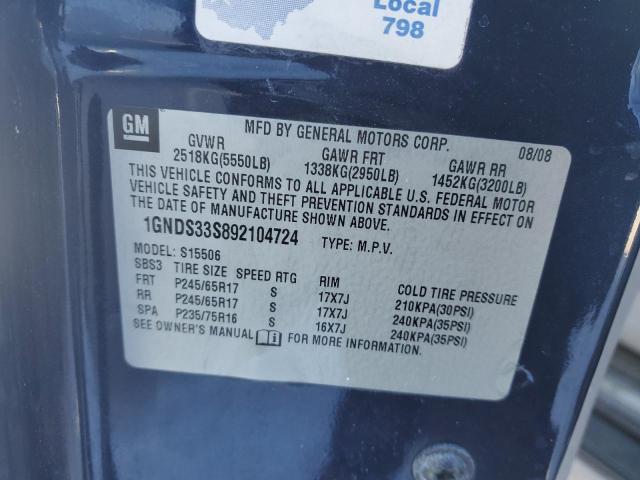 Local
798
GM
MFD BY GENERAL MOTORS CORP. 08/08
GVWR GAWR FRT GAWR RR
2518KG(5550LB) 1338KG(2950LB) 1452KG(3200LB)
THIS VEHICLE CONFORMS TO ALL APPLICABLE U.S. FEDERAL MOTOR
VEHICLE SAFETY AND THEFT PREVENTION STANDARDS IN EFFECT ON
THE DATE OF MANUFACTURE SHOWN ABOVE.
1GNDS33S892104724 TYPE: M.P.V.
MODEL: S15506
SBS3 TIRE SIZE SPEED RTG RIM COLD TIRE PRESSURE
FRT P245/65R17 S 17X7J 210KPA(30PSI)
RR P245/65R17 S 17X7J 240KPA(35PSI)
SPA P235/75R16 S 16X7J 240KPA(35PSI)
SEE OWNER'S MANUAL FOR MORE INFORMATION.